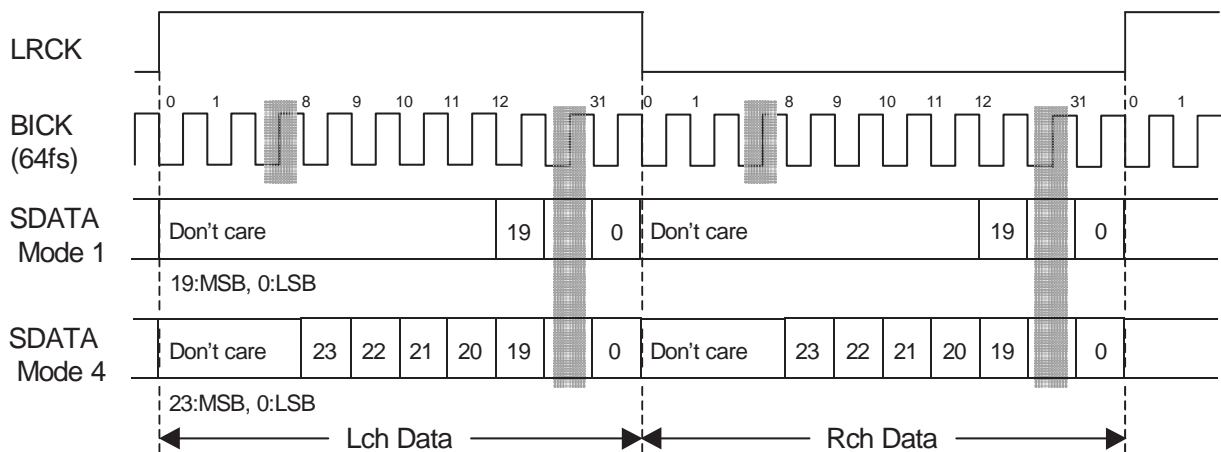 LRCK
0 1 8 9 10 11 12 31 0 1 8 9 10 11 12 31 0 1
BICK
(64fs)
SDATA
Mode 1
Don't care 19 0 Don't care 19 0
19:MSB, 0:LSB
SDATA
Mode 4
Don't care 23 22 21 20 19 0 Don't care 23 22 21 20 19 0
23:MSB, 0:LSB
Lch Data Rch Data